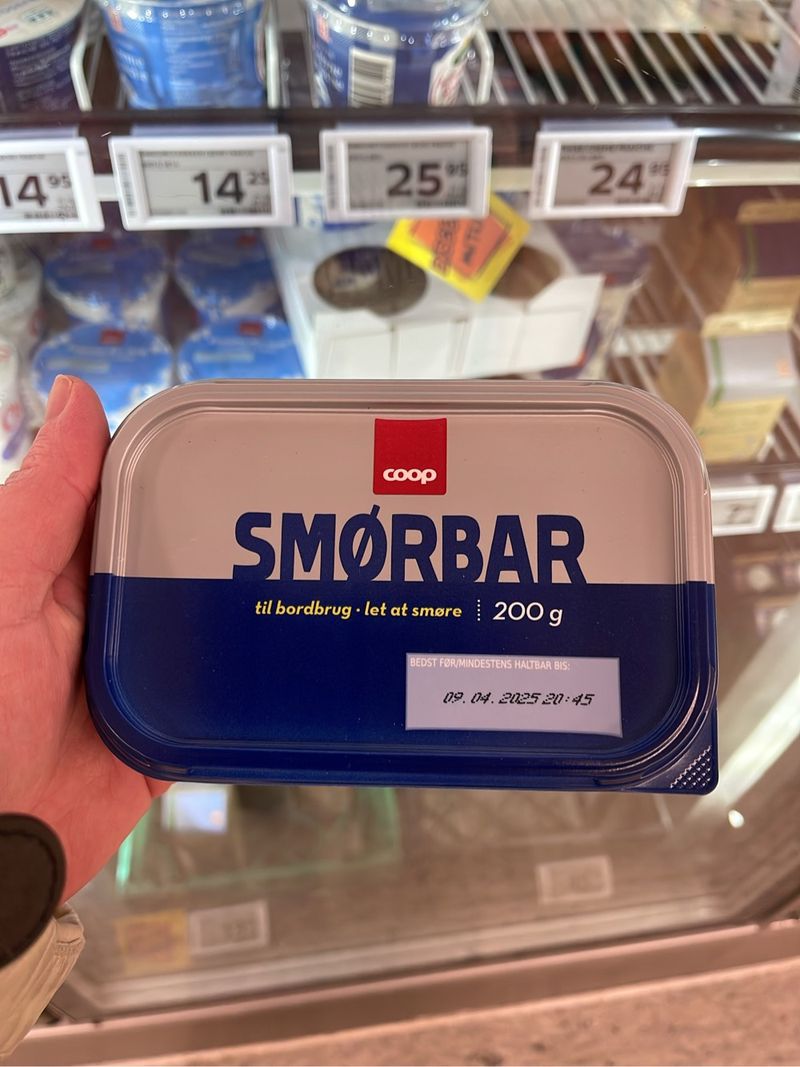 14 95
14 25
25 95
24 95
coop
SMØRBAR
til bordbrug · let at smøre
200 g
BEDST FØR/MINDESTENS HALTBAR BIS:
09.04.2025 20:45